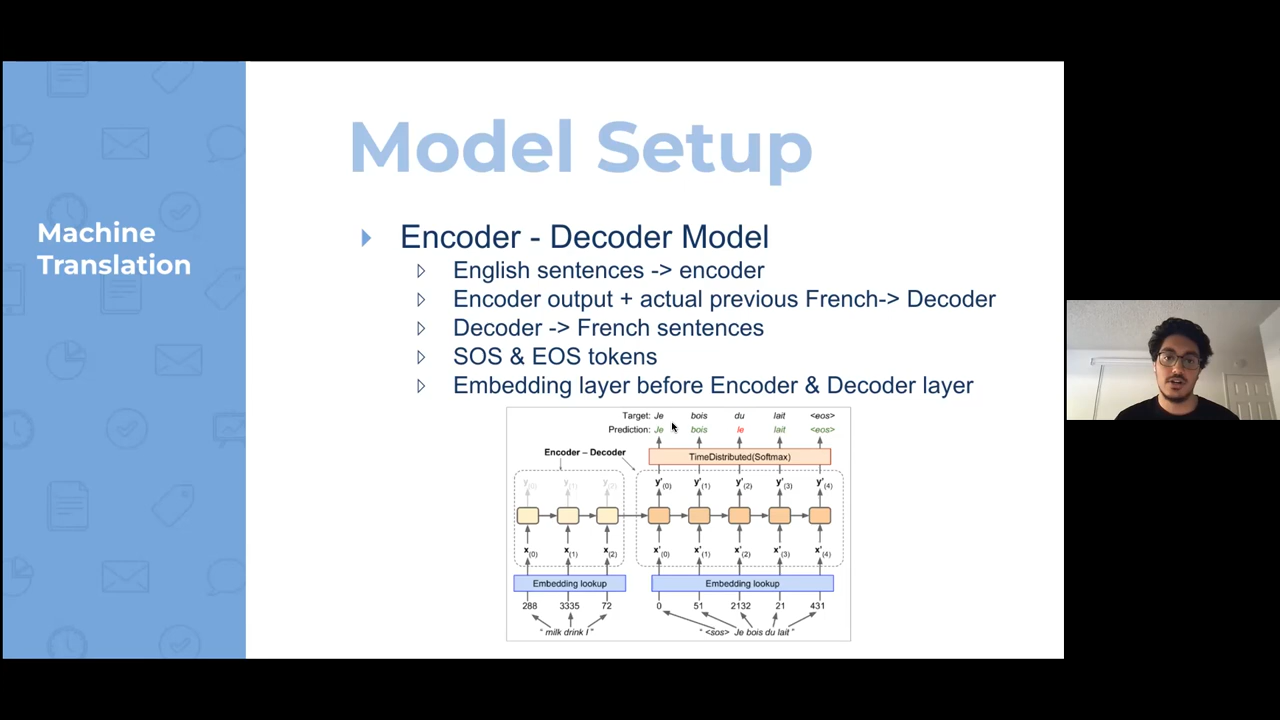 Machine
Translation
Model Setup
Encoder - Decoder Model
English sentences -> encoder
Encoder output + actual previous French-> Decoder
Decoder -> French sentences
SOS & EOS tokens
Embedding layer before Encoder & Decoder layer
Target: Je bois du lait <eos>
Prediction: Je bois le lait <eos>
Encoder – Decoder
TimeDistributed(Softmax)
y(0) y(1) y(2) y'(0) y'(1) y'(2) y'(3) y'(4)
x(0) x(1) x(2) x'(0) x'(1) x'(2) x'(3) x'(4)
Embedding lookup Embedding lookup
288 3335 72 0 51 2132 21 431
" milk drink I " " <sos> Je bois du lait "